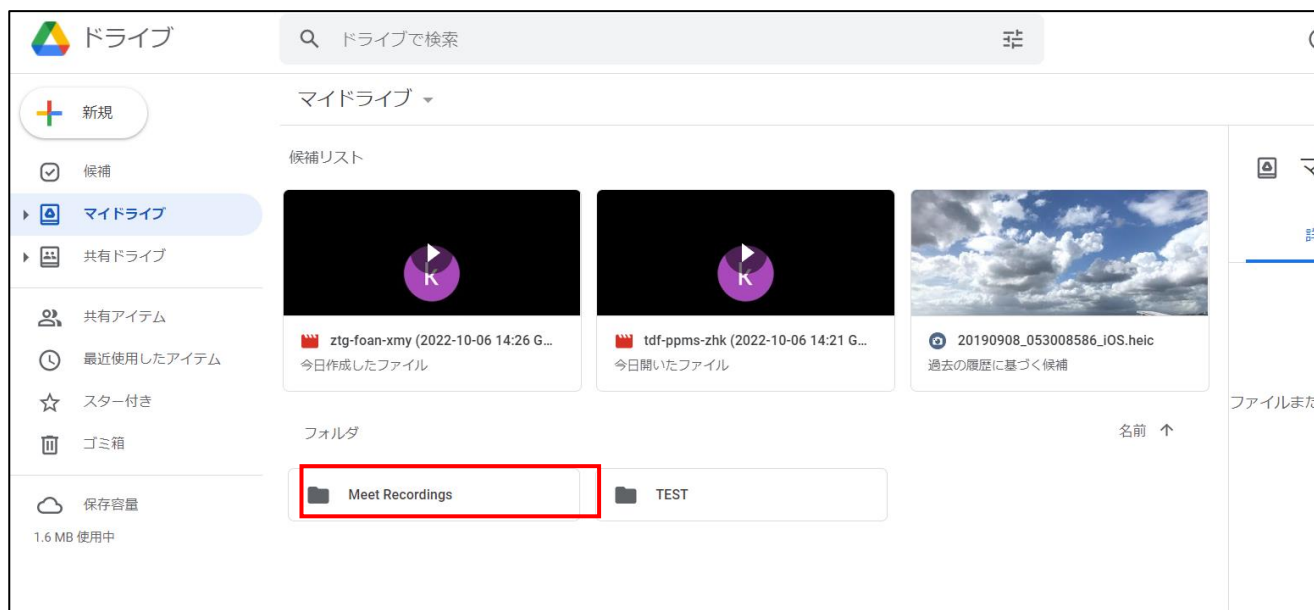 ドライブ
ドライブで検索
新規
マイドライブ
候補
マイドライブ
共有ドライブ
共有アイテム
最近使用したアイテム
スター付き
ゴミ箱
保存容量
1.6 MB 使用中
候補リスト
K
ztg-foan-xmy (2022-10-06 14:26 G...
今日作成したファイル
K
tdf-ppms-zhk (2022-10-06 14:21 G...
今日開いたファイル
20190908_053008586_iOS.heic
過去の履歴に基づく候補
フォルダ
名前
Meet Recordings
TEST
マ
ファイルまた